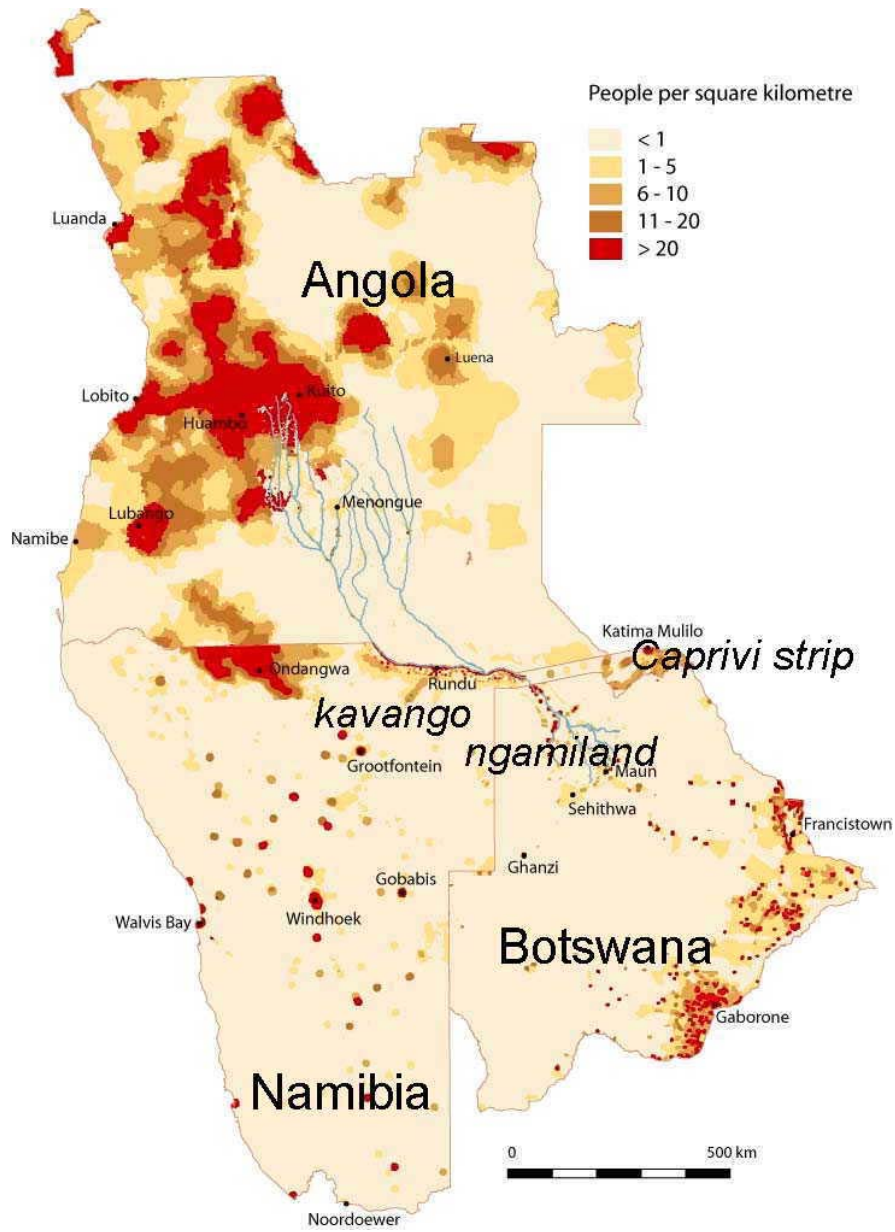 People per square kilometre
< 1
1 - 5
6 - 10
11 - 20
> 20
Luanda
Angola
Luena
Lobito
Kuito
Huambo
Menongue
Lubango
Namibe
Katima Mulilo
Caprivi strip
Ondangwa
Rundu
kavango
ngamiland
Grootfontein
Maun
Sehithwa
Francistown
Ghanzi
Gobabis
Windhoek
Walvis Bay
Botswana
Gaborone
Namibia
0 500 km
Noordoewer